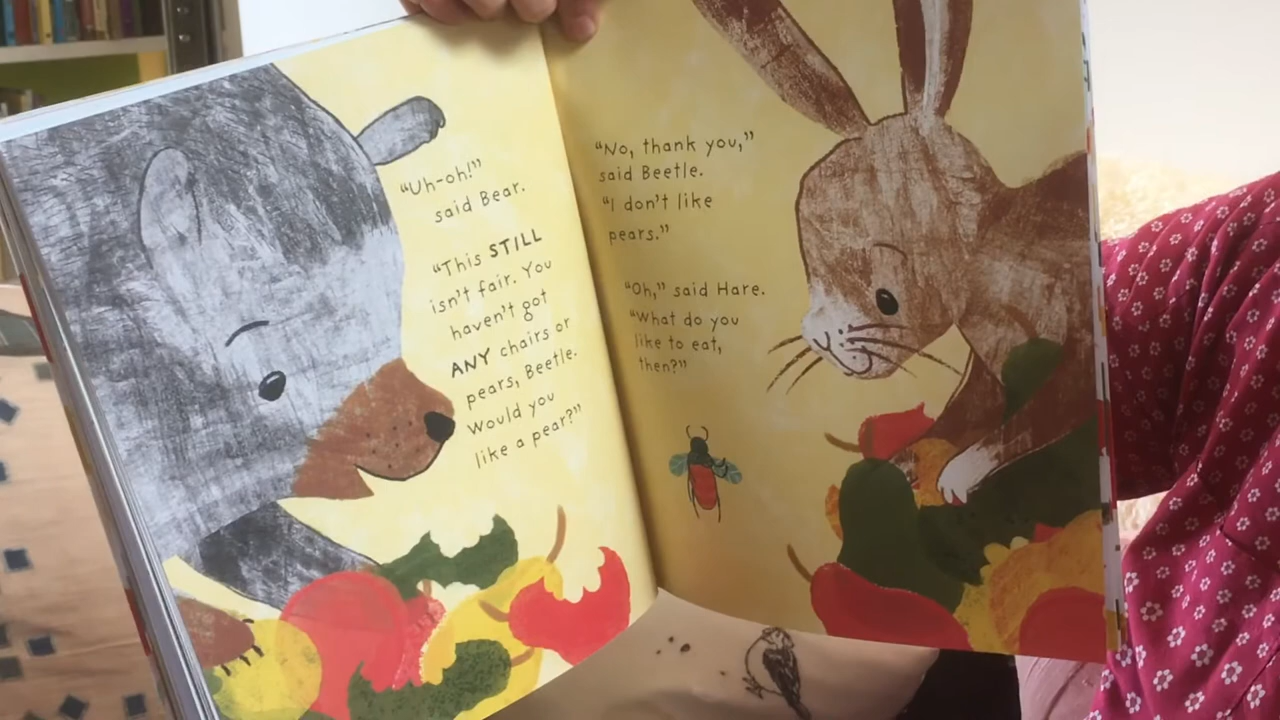 “Uh-oh!”
said Bear.
“This STILL
isn't fair. You
haven't got
ANY chairs or
pears, Beetle.
Would you
like a pear?”
“No, thank you,”
said Beetle.
“I don't like
pears.”
“Oh,” said Hare.
“What do you
like to eat,
then?”